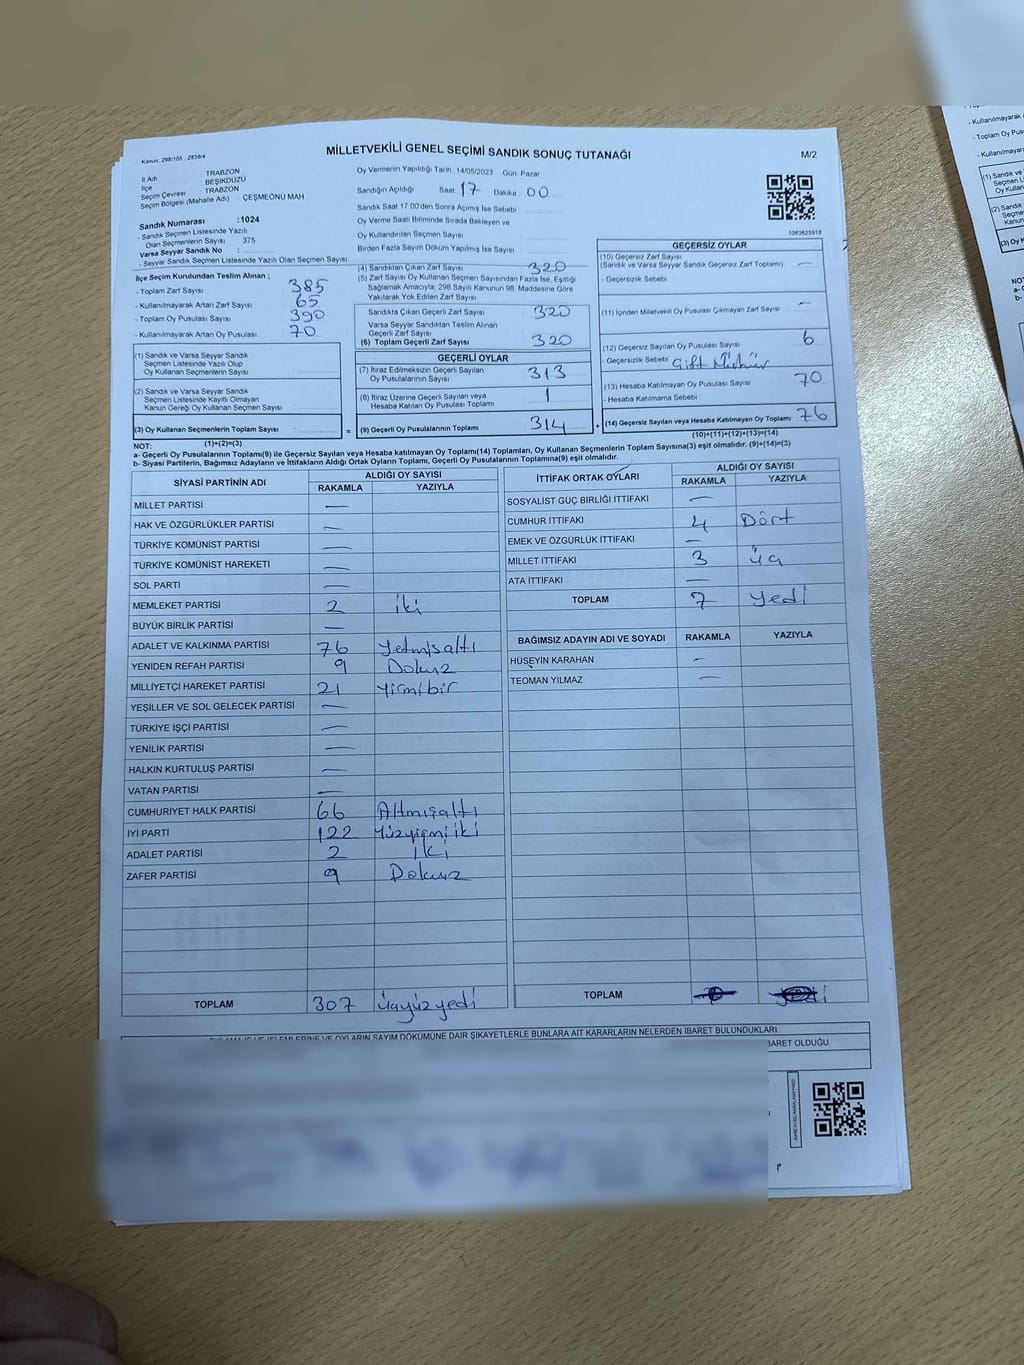 Kanun: 298/105 . 2839/4
MİLLETVEKİLİ GENEL SEÇİMİ SANDIK SONUÇ TUTANAĞI
M/2
İl Adı TRABZON
İlçe BEŞİKDÜZÜ
Seçim Çevresi TRABZON
Seçim Bölgesi (Mahalle Adı) : ÇEŞMEÖNÜ MAH
Sandık Numarası :1024
- Sandık Seçmen Listesinde Yazılı
Olan Seçmenlerin Sayısı : 375
Varsa Seyyar Sandık No :
- Seyyar Sandık Seçmen Listesinde Yazılı Olan Seçmen Sayısı
Oy Vermenin Yapıldığı Tarih :14/05/2023 Gün :Pazar
Sandığın Açıldığı Saat 17 Dakika 00
Sandık Saat 17:00'den Sonra Açılmış İse Sebebi
Oy Verme Saati Bitiminde Sırada Bekleyen ve
Oy Kullandırılan Seçmen Sayısı
Birden Fazla Sayım Döküm Yapılmış İse Sayısı
1083625918
İlçe Seçim Kurulundan Teslim Alınan ;
- Toplam Zarf Sayısı 385
- Kullanılmayarak Artan Zarf Sayısı 65
- Toplam Oy Pusulası Sayısı 390
- Kullanılmayarak Artan Oy Pusulası 70
(1) Sandık ve Varsa Seyyar Sandık
Seçmen Listesinde Yazılı Olup
Oy Kullanan Seçmenlerin Sayısı
(2) Sandık ve Varsa Seyyar Sandık
Seçmen Listesinde Kayıtlı Olmayan
Kanun Gereği Oy Kullanan Seçmen Sayısı
(3) Oy Kullanan Seçmenlerin Toplam Sayısı =
(1)+(2)=(3)
(4) Sandıktan Çıkan Zarf Sayısı 320
(5) Zarf Sayısı Oy Kullanan Seçmen Sayısından Fazla İse, Eşitliği
Sağlamak Amacıyla; 298 Sayılı Kanunun 98. Maddesine Göre
Yakılarak Yok Edilen Zarf Sayısı
Sandıkta Çıkan Geçerli Zarf Sayısı 320
Varsa Seyyar Sandıktan Teslim Alınan
Geçerli Zarf Sayısı
(6) Toplam Geçerli Zarf Sayısı 320
GEÇERLİ OYLAR
(7) İtiraz Edilmeksizin Geçerli Sayılan
Oy Pusulalarının Sayısı 313
(8) İtiraz Üzerine Geçerli Sayılan veya
Hesaba Katılan Oy Pusulası Toplamı 1
(9) Geçerli Oy Pusulalarının Toplamı 314 +
GEÇERSİZ OYLAR
(10) Geçersiz Zarf Sayısı
(Sandık ve Varsa Seyyar Sandık Geçersiz Zarf Toplamı) —
- Geçersizlik Sebebi
(11) İçinden Milletvekili Oy Pusulası Çıkmayan Zarf Sayısı —
(12) Geçersiz Sayılan Oy Pusulası Sayısı 6
- Geçersizlik Sebebi Çift Mühür
(13) Hesaba Katılmayan Oy Pusulası Sayısı 70
- Hesaba Katılmama Sebebi
(14) Geçersiz Sayılan veya Hesaba Katılmayan Oy Toplamı 76
(10)+(11)+(12)+(13)=(14)
NOT:
a- Geçerli Oy Pusulasının Toplamı(9) ile Geçersiz Sayılan veya Hesaba katılmayan Oy Toplamı(14) Toplamları, Oy Kullanan Seçmenlerin Toplam Sayısına(3) eşit olmalıdır. (9)+(14)=(3)
b- Siyasi Partilerin, Bağımsız Adayların ve İttifakların Aldığı Ortak Oyların Toplamı, Geçerli Oy Pusulalarının Toplamına(9) eşit olmalıdır.
SİYASİ PARTİNİN ADI ALDIĞI OY SAYISI
RAKAMLA YAZIYLA
MİLLET PARTİSİ —
HAK VE ÖZGÜRLÜKLER PARTİSİ —
TÜRKİYE KOMÜNİST PARTİSİ —
TÜRKİYE KOMÜNİST HAREKETİ —
SOL PARTİ —
MEMLEKET PARTİSİ 2 iki
BÜYÜK BİRLİK PARTİSİ —
ADALET VE KALKINMA PARTİSİ 76 Yetmişaltı
YENİDEN REFAH PARTİSİ 9 Dokuz
MİLLİYETÇİ HAREKET PARTİSİ 21 Yirmibir
YEŞİLLER VE SOL GELECEK PARTİSİ —
TÜRKİYE İŞÇİ PARTİSİ —
YENİLİK PARTİSİ —
HALKIN KURTULUŞ PARTİSİ —
VATAN PARTİSİ —
CUMHURİYET HALK PARTİSİ 66 Altmışaltı
İYİ PARTİ 122 Yüzyirmi iki
ADALET PARTİSİ 2 iki
ZAFER PARTİSİ 9 Dokuz
TOPLAM 307 üçyüzyedi
İTTİFAK ORTAK OYLARI ALDIĞI OY SAYISI
RAKAMLA YAZIYLA
SOSYALİST GÜÇ BİRLİĞİ İTTİFAKI —
CUMHUR İTTİFAKI 4 Dört
EMEK VE ÖZGÜRLÜK İTTİFAKI —
MİLLET İTTİFAKI 3 üç
ATA İTTİFAKI —
TOPLAM 7 yedi
BAĞIMSIZ ADAYIN ADI VE SOYADI RAKAMLA YAZIYLA
HÜSEYİN KARAHAN —
TEOMAN YILMAZ —
TOPLAM
DAİR ŞİKAYETLERLE BUNLARA AİT KARARLARIN NELERDEN İBARET BULUNDUKLARI
BARET OLDUĞU
- Kullanılmayarak
- Toplam Oy
- Kullanılmayara
(1) Sandık ve
Seçmen
(2) Sandık
(3) Oy K
NOT
a-
b-